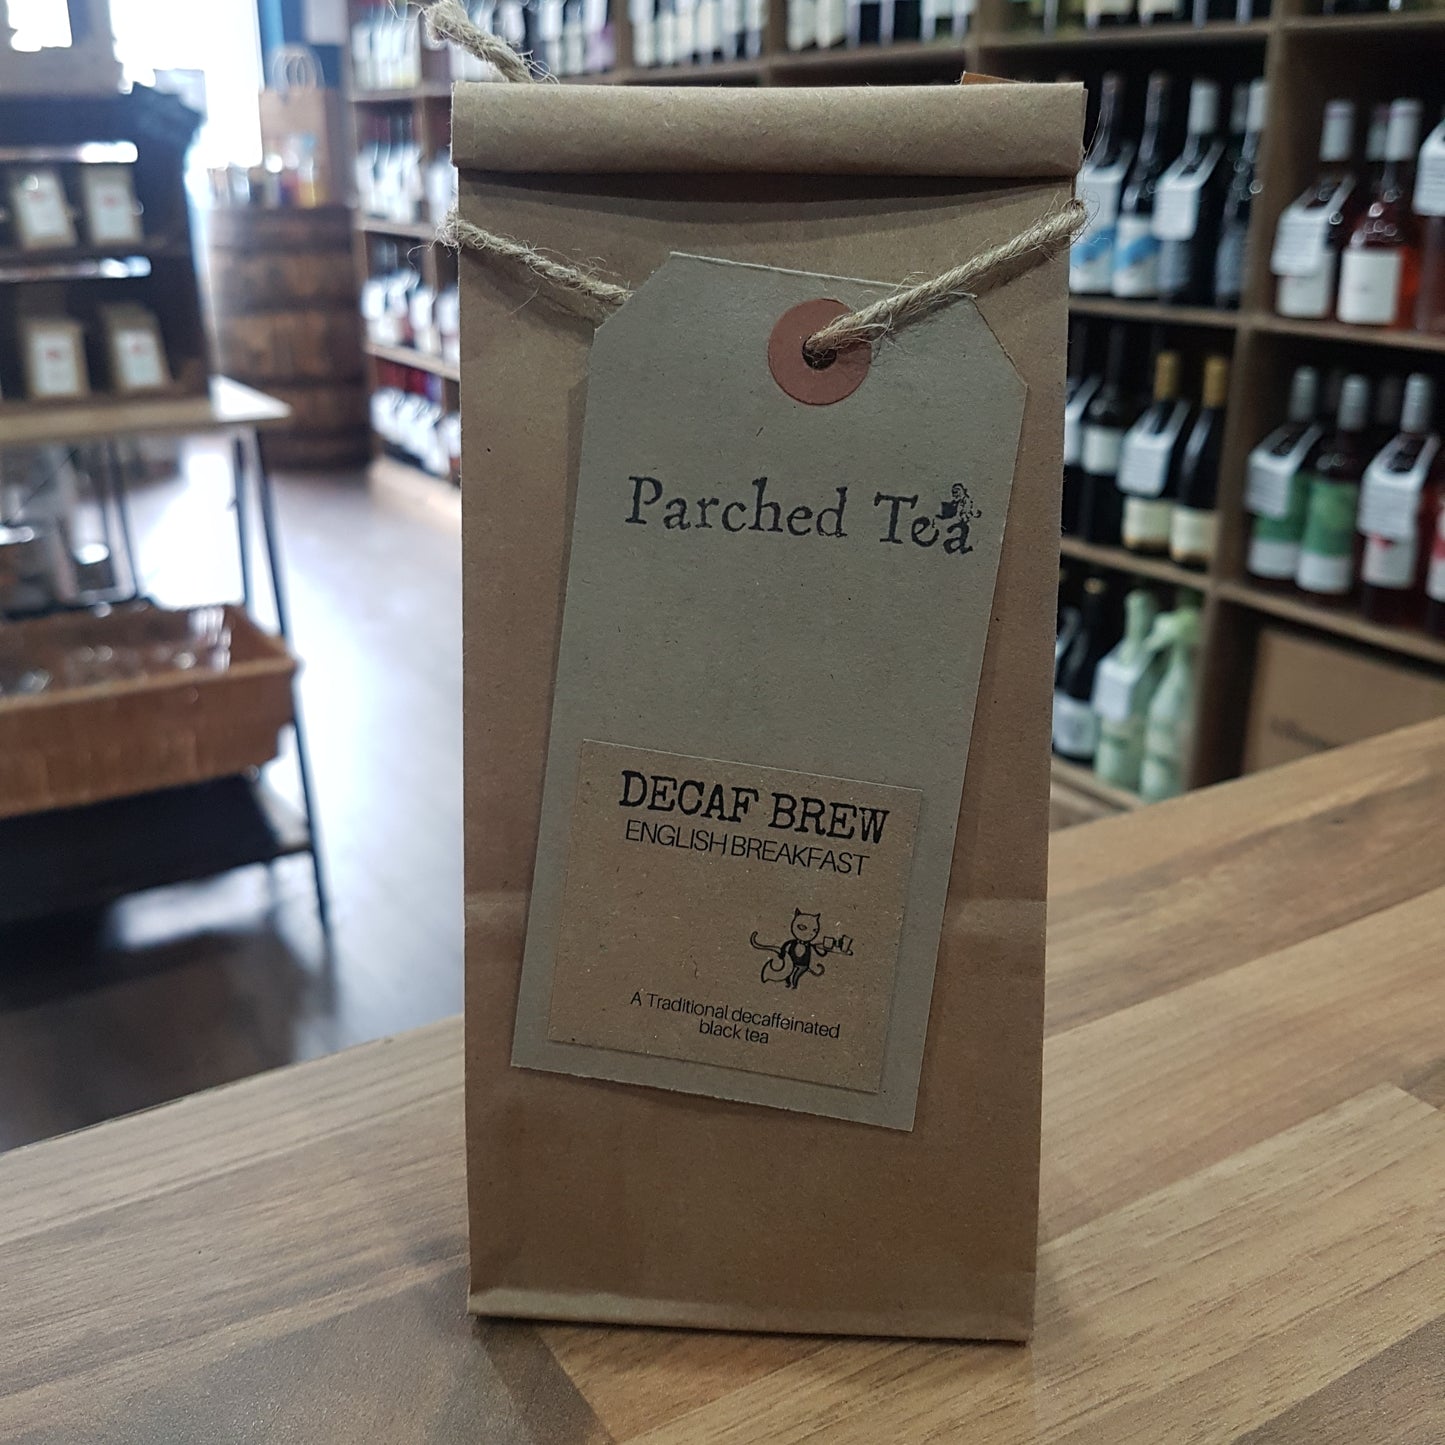 Parched Tea
DECAF BREW
ENGLISH BREAKFAST
A Traditional decaffeinated
black tea